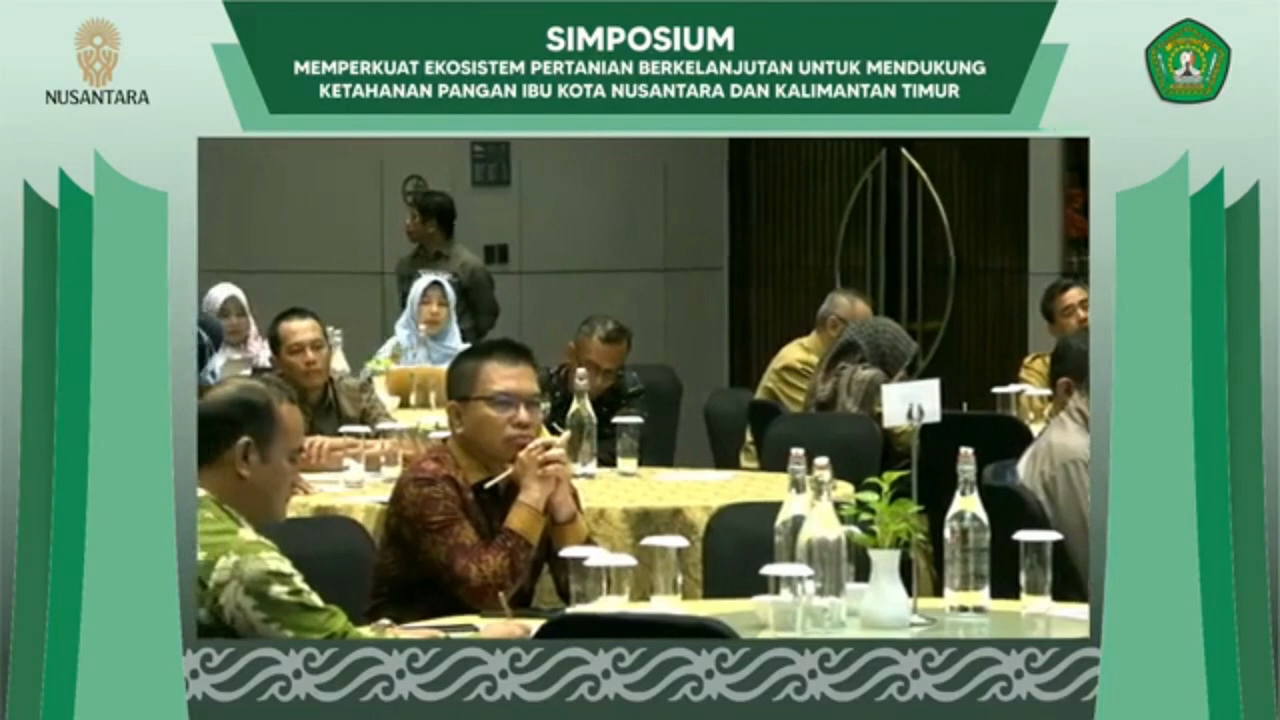 SIMPOSIUM
MEMPERKUAT EKOSISTEM PERTANIAN BERKELANJUTAN UNTUK MENDUKUNG
KETAHANAN PANGAN IBU KOTA NUSANTARA DAN KALIMANTAN TIMUR
NUSANTARA